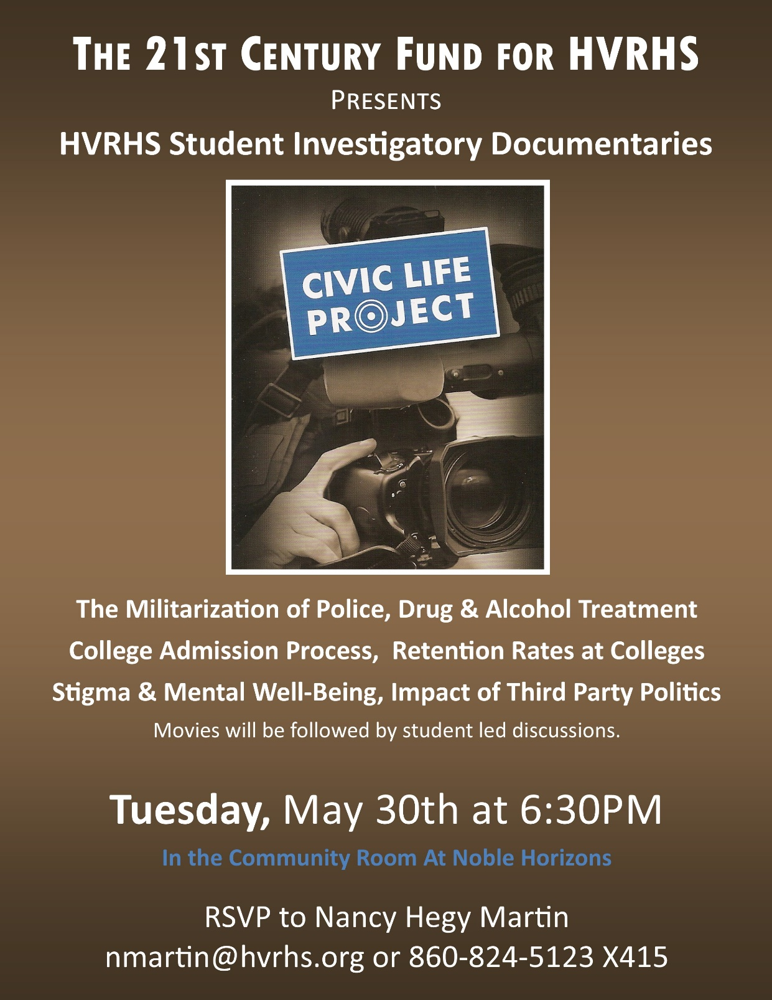 The 21st Century Fund for HVRHS
Presents
HVRHS Student Investigatory Documentaries
CIVIC LIFE
PROJECT
The Militarization of Police, Drug & Alcohol Treatment
College Admission Process,  Retention Rates at Colleges
Stigma & Mental Well-Being, Impact of Third Party Politics
Movies will be followed by student led discussions.
Tuesday, May 30th at 6:30PM
In the Community Room At Noble Horizons
RSVP to Nancy Hegy Martin
nmartin@hvrhs.org or 860-824-5123 X415